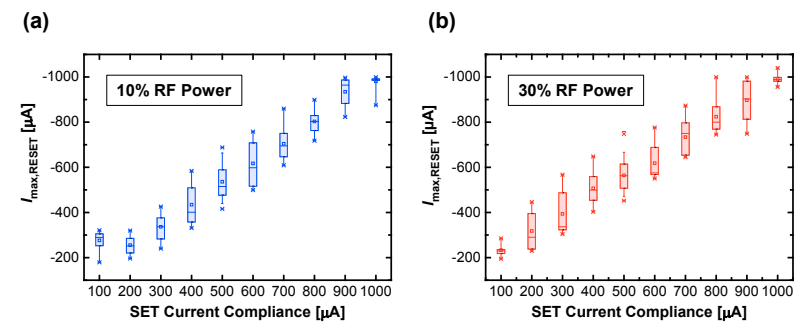 (a)
10% RF Power
I max,RESET [µA]
-1000
-800
-600
-400
-200
100 200 300 400 500 600 700 800 900 1000
SET Current Compliance [µA]
(b)
30% RF Power
I max,RESET [µA]
-1000
-800
-600
-400
-200
100 200 300 400 500 600 700 800 900 1000
SET Current Compliance [µA]